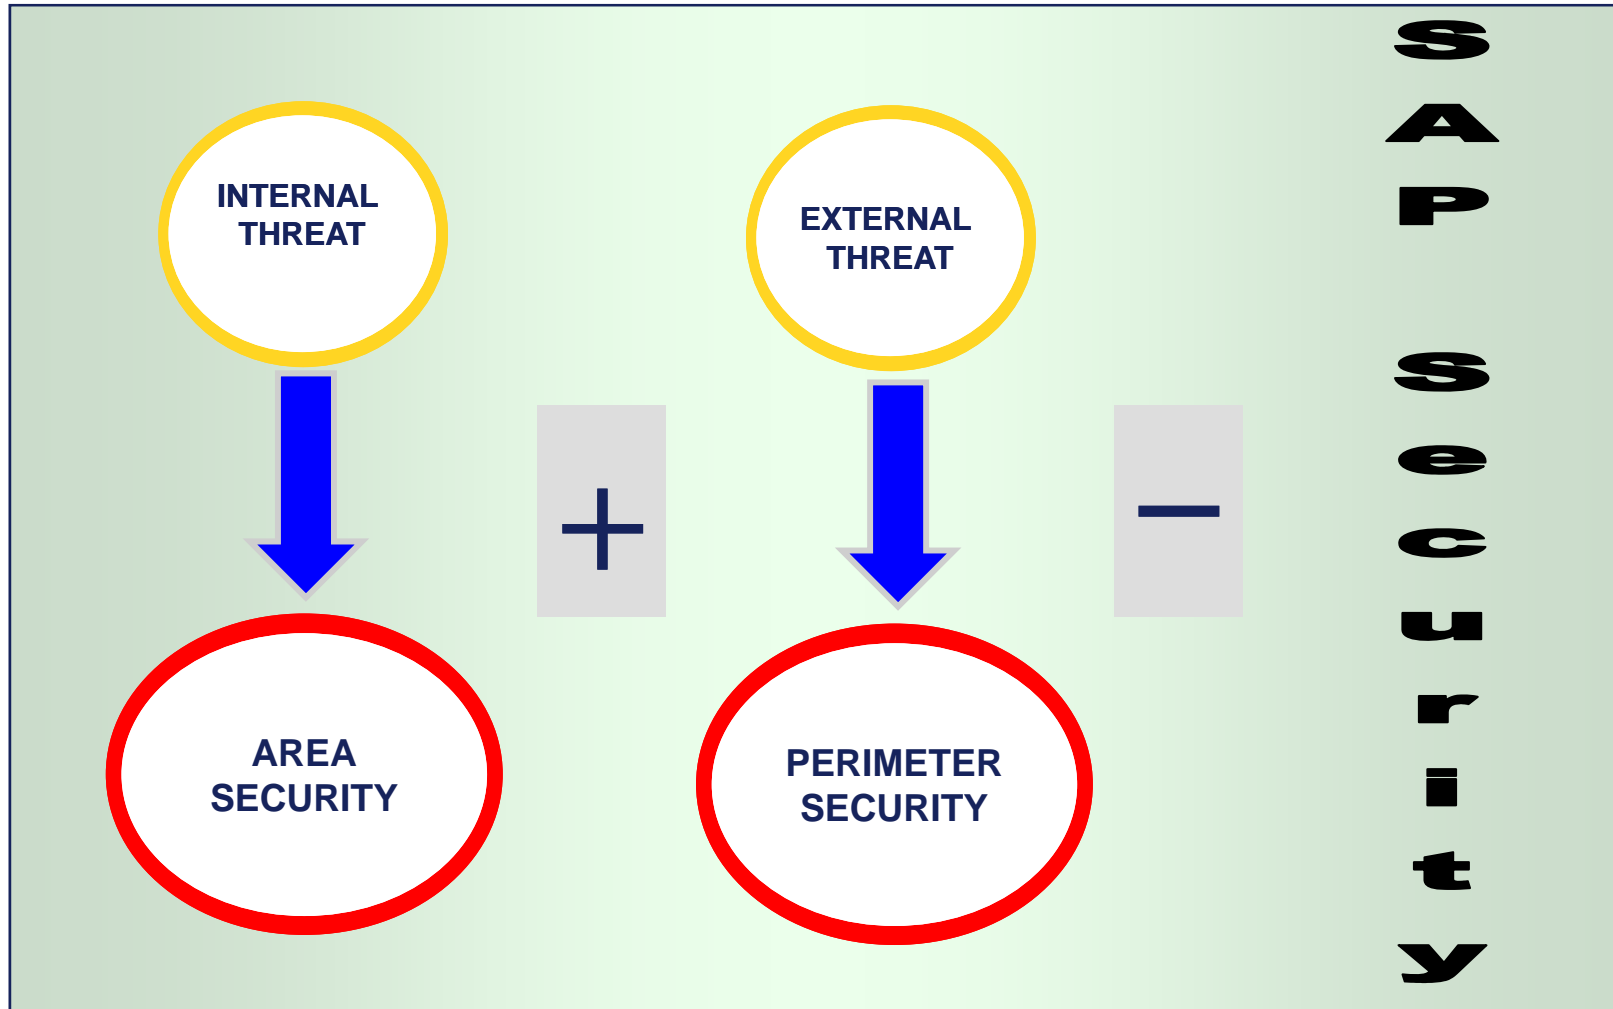 INTERNAL
THREAT
EXTERNAL
THREAT
+
–
AREA
SECURITY
PERIMETER
SECURITY
SAP Security